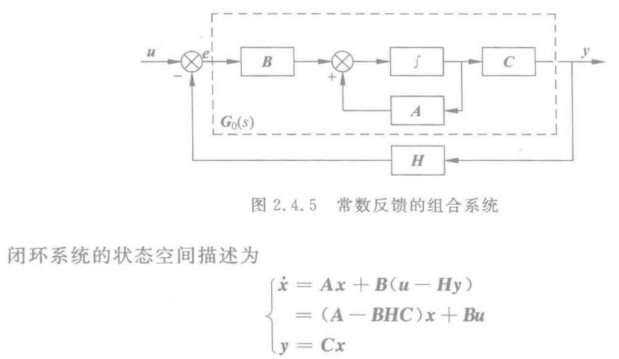 u
e
−
B
+
∫
C
y
A
G₀(s)
H
图 2.4.5 常数反馈的组合系统
闭环系统的状态空间描述为
ẋ = Ax + B(u − Hy)
= (A − BHC)x + Bu
y = Cx